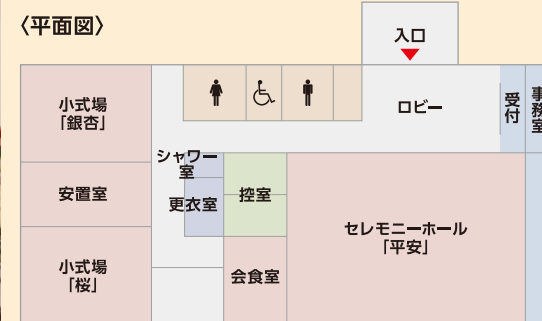 〈平面図〉
入口
小式場
「銀杏」
ロビー
受付
事務室
シャワー
室
安置室
更衣室
控室
セレモニーホール
「平安」
小式場
「桜」
会食室